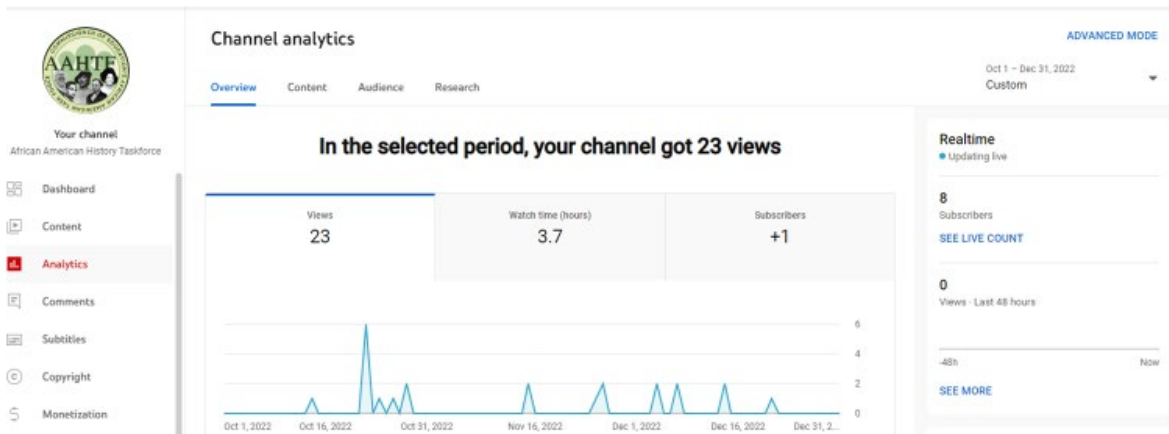 AAHTF
Your channel
African American History Taskforce
Dashboard
Content
Analytics
Comments
Subtitles
Copyright
Monetization
Channel analytics
ADVANCED MODE
Overview Content Audience Research
Oct 1 – Dec 31, 2022
Custom
In the selected period, your channel got 23 views
Views
23
Watch time (hours)
3.7
Subscribers
+1
6
4
2
0
Oct 1, 2022 Oct 16, 2022 Oct 31, 2022 Nov 16, 2022 Dec 1, 2022 Dec 16, 2022 Dec 31, 2...
Realtime
Updating live
8
Subscribers
SEE LIVE COUNT
0
Views · Last 48 hours
-48h Now
SEE MORE